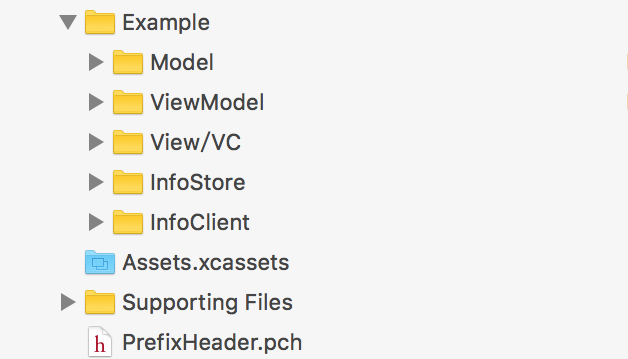 Example
Model
ViewModel
View/VC
InfoStore
InfoClient
Assets.xcassets
Supporting Files
h PrefixHeader.pch